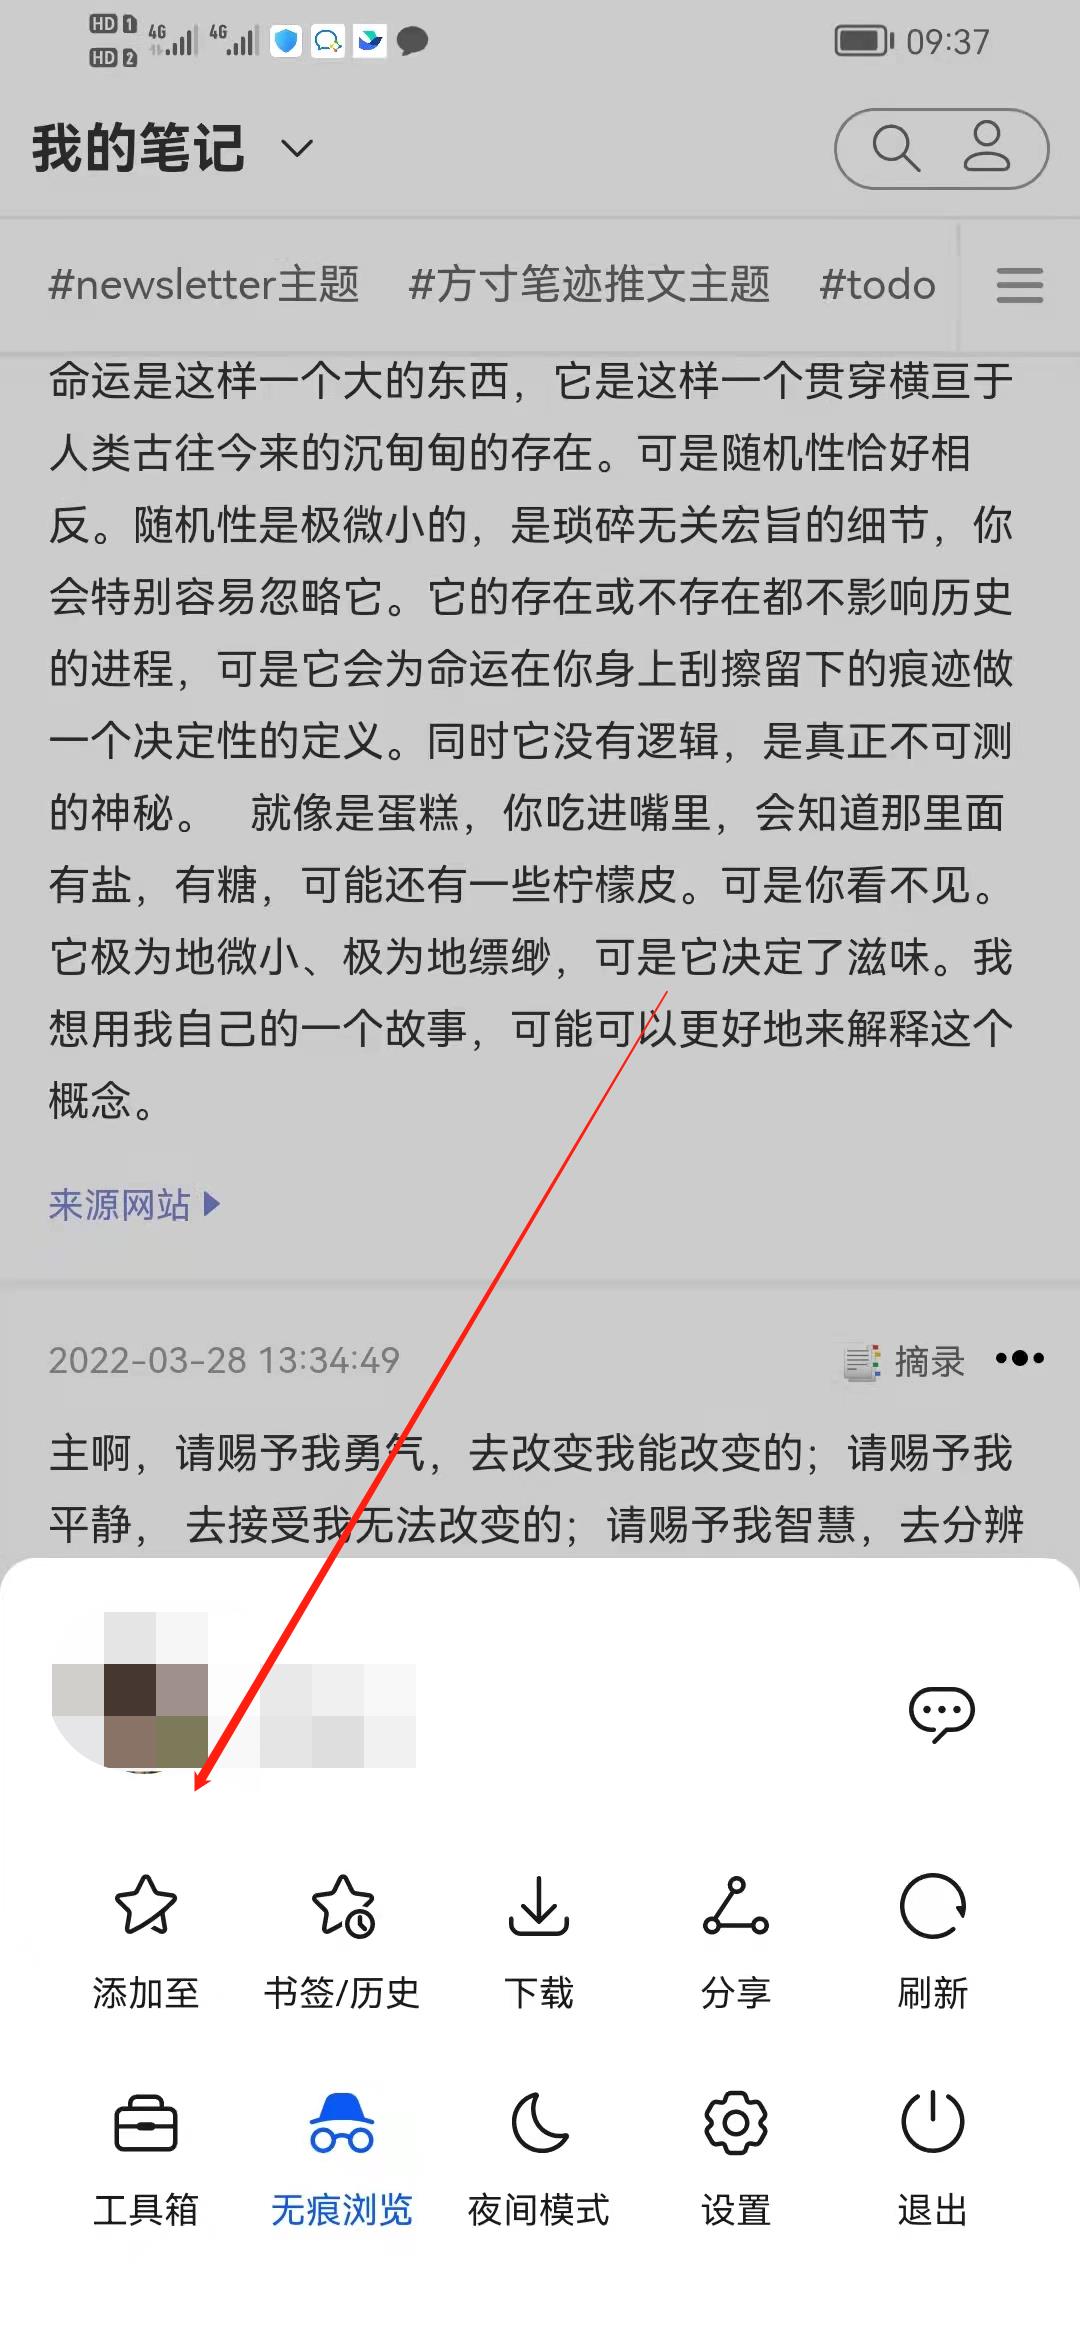 HD 1 4G 4G 09:37
HD 2
我的笔记
#newsletter主题 #方寸笔迹推文主题 #todo
命运是这样一个大的东西，它是这样一个贯穿横亘于
人类古往今来的沉甸甸的存在。可是随机性恰好相
反。随机性是极微小的，是琐碎无关宏旨的细节，你
会特别容易忽略它。它的存在或不存在都不影响历史
的进程，可是它会为命运在你身上刮擦留下的痕迹做
一个决定性的定义。同时它没有逻辑，是真正不可测
的神秘。 就像是蛋糕，你吃进嘴里，会知道那里面
有盐，有糖，可能还有一些柠檬皮。可是你看不见。
它极为地微小、极为地缥缈，可是它决定了滋味。我
想用我自己的一个故事，可能可以更好地来解释这个
概念。
来源网站
2022-03-28 13:34:49 摘录
主啊，请赐予我勇气，去改变我能改变的；请赐予我
平静， 去接受我无法改变的；请赐予我智慧，去分辨
添加至 书签/历史 下载 分享 刷新
工具箱 无痕浏览 夜间模式 设置 退出